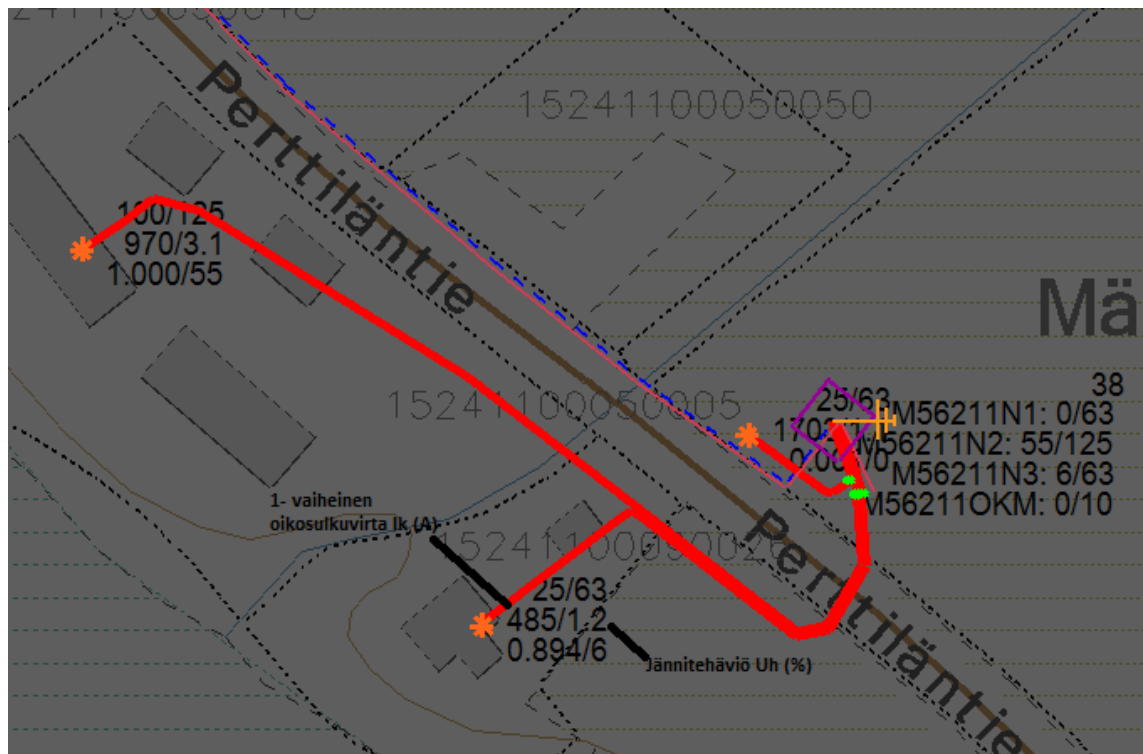 Perttiläntie
15241100050050
100/125
970/3.1
1.000/55
Mä
15241100050005
38
25/63
M56211N1: 0/63
M56211N2: 55/125
M56211N3: 6/63
M56211OKM: 0/10
1- vaiheinen
oikosulkuvirta Ik (A)
25/63
485/1.2
0.894/6
Jännitehäviö Uh (%)
Perttiläntie